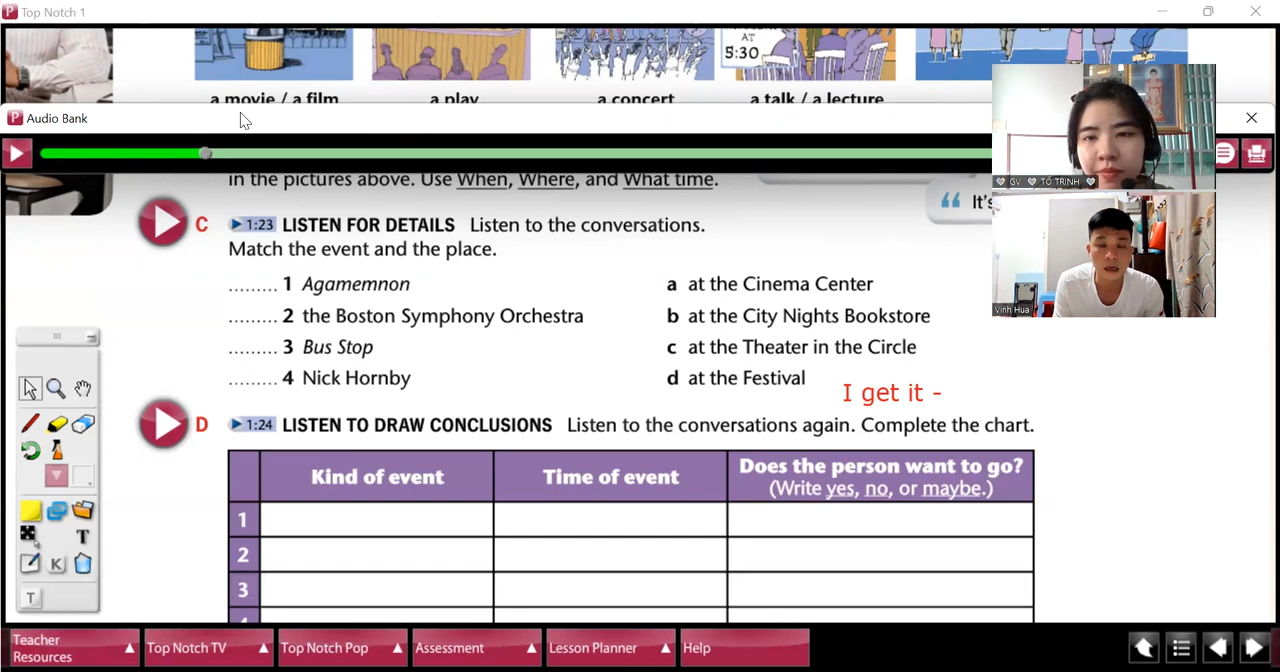 Top Notch 1
AT
5:30
a movie / a film
a play
a concert
a talk / a lecture
Audio Bank
GV TỐ TRINH
in the pictures above. Use When, Where, and What time.
“ It's
C 1:23 LISTEN FOR DETAILS Listen to the conversations.
Match the event and the place.
......... 1 Agamemnon
a at the Cinema Center
......... 2 the Boston Symphony Orchestra
b at the City Nights Bookstore
Vinh Hua
......... 3 Bus Stop
c at the Theater in the Circle
......... 4 Nick Hornby
d at the Festival
I get it -
D 1:24 LISTEN TO DRAW CONCLUSIONS Listen to the conversations again. Complete the chart.
Kind of event
Time of event
Does the person want to go?
(Write yes, no, or maybe.)
1
2
3
4
T
K
T
Teacher
Resources
Top Notch TV
Top Notch Pop
Assessment
Lesson Planner
Help